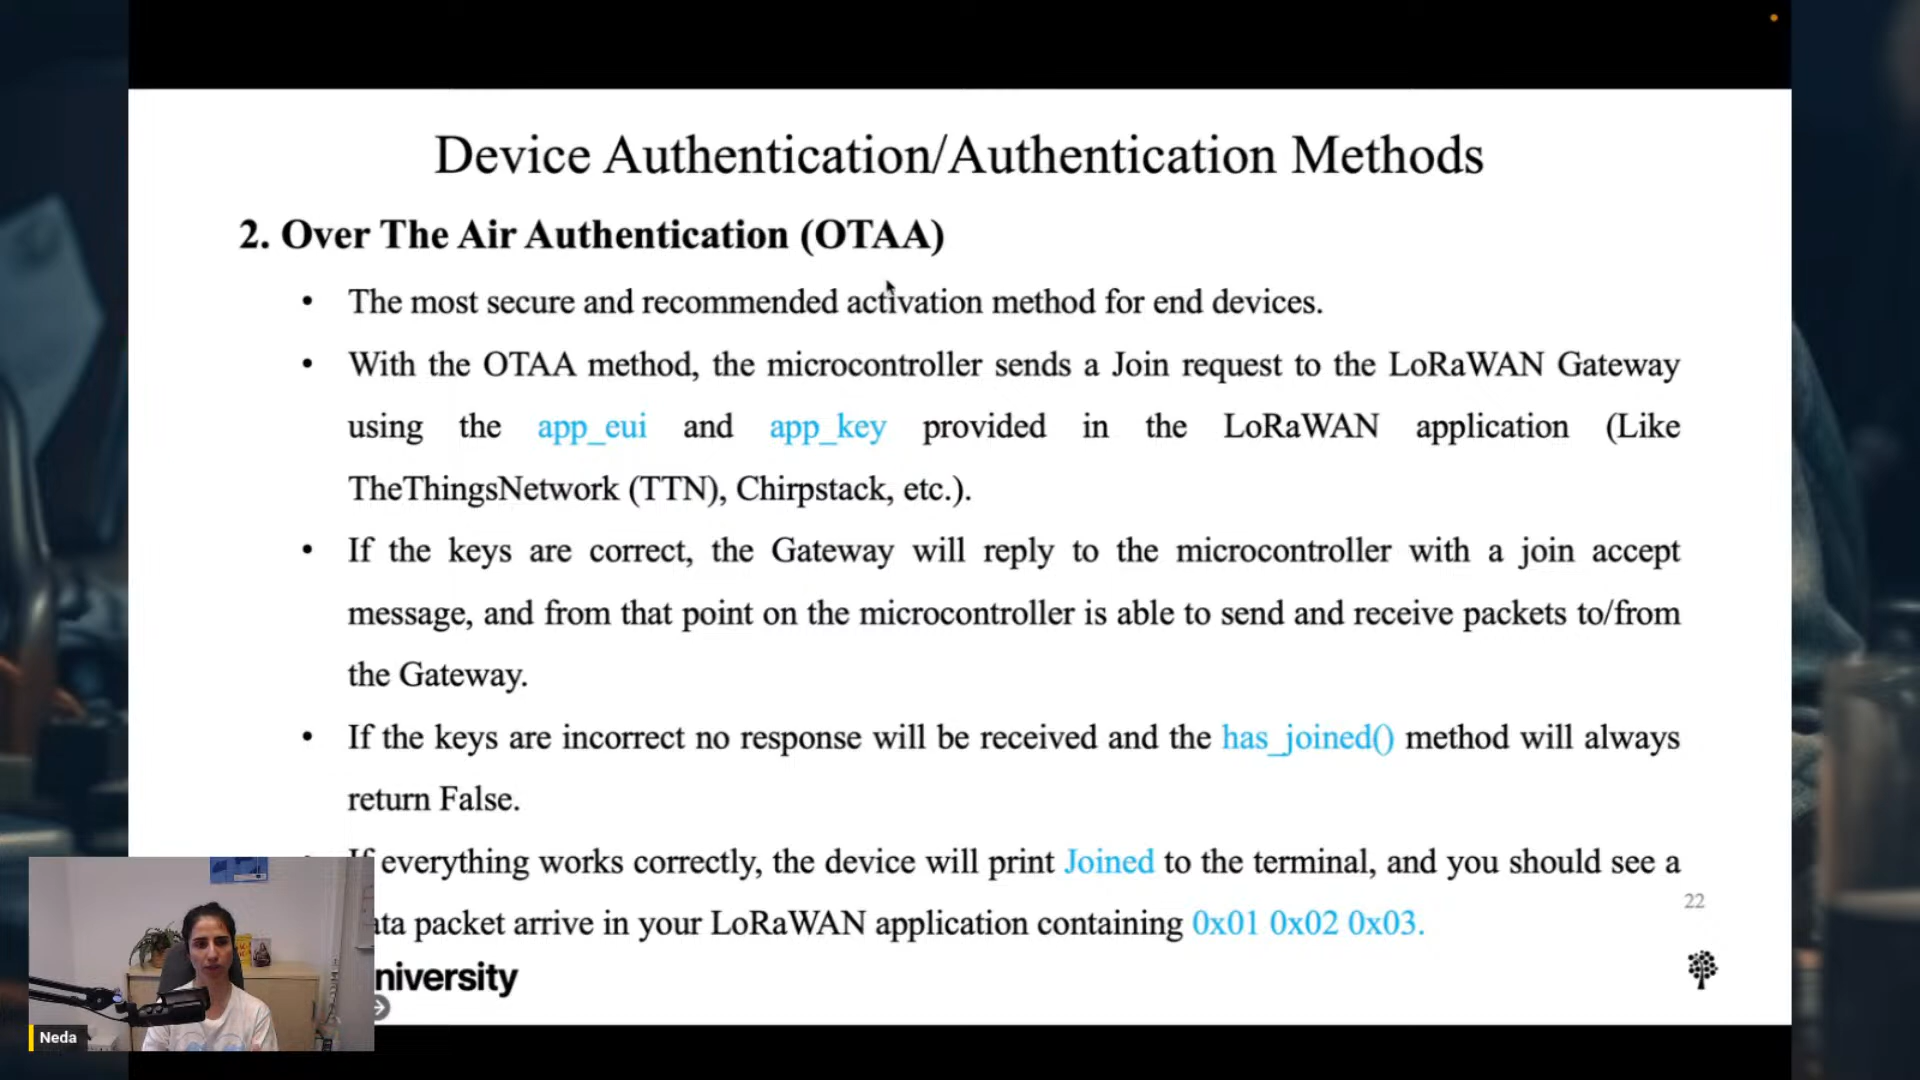 Device Authentication/Authentication Methods
2. Over The Air Authentication (OTAA)
• The most secure and recommended activation method for end devices.
• With the OTAA method, the microcontroller sends a Join request to the LoRaWAN Gateway
using the app_eui and app_key provided in the LoRaWAN application (Like
TheThingsNetwork (TTN), Chirpstack, etc.).
• If the keys are correct, the Gateway will reply to the microcontroller with a join accept
message, and from that point on the microcontroller is able to send and receive packets to/from
the Gateway.
• If the keys are incorrect no response will be received and the has_joined() method will always
return False.
If everything works correctly, the device will print Joined to the terminal, and you should see a
ata packet arrive in your LoRaWAN application containing 0x01 0x02 0x03.
22
niversity
Neda